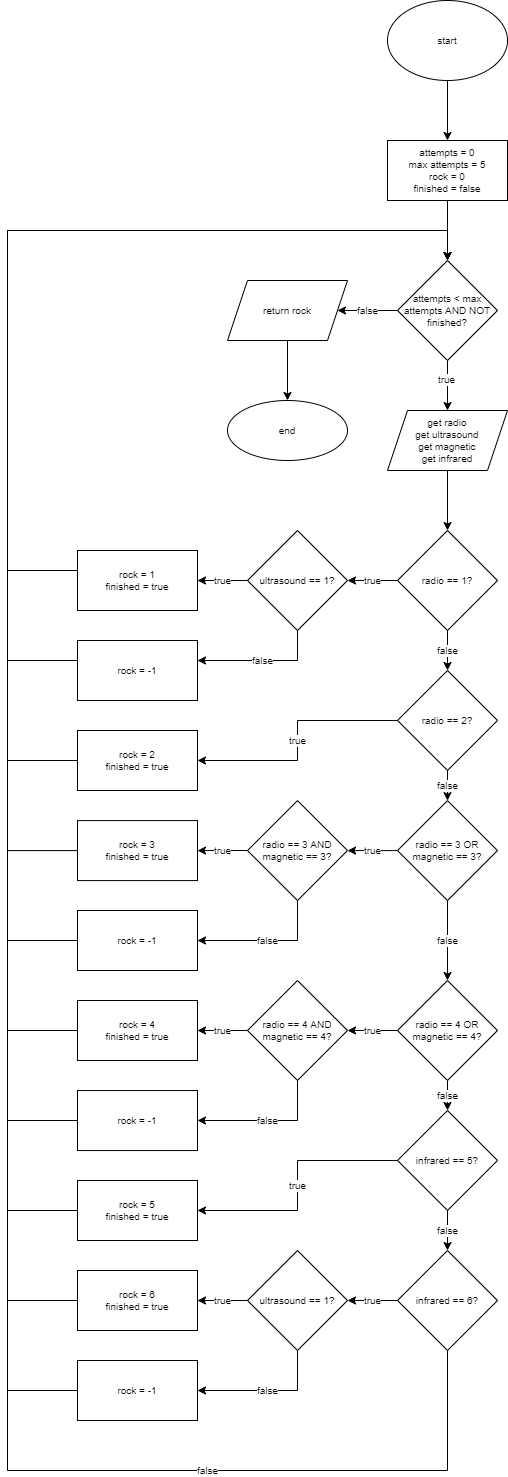 start
attempts = 0
max attempts = 5
rock = 0
finished = false
attempts < max
attempts AND NOT
finished?
false
return rock
true
end
get radio
get ultrasound
get magnetic
get infrared
radio == 1?
true
ultrasound == 1?
true
rock = 1
finished = true
false
false
rock = -1
radio == 2?
true
rock = 2
finished = true
false
radio == 3 OR
magnetic == 3?
true
radio == 3 AND
magnetic == 3?
true
rock = 3
finished = true
false
false
rock = -1
radio == 4 OR
magnetic == 4?
true
radio == 4 AND
magnetic == 4?
true
rock = 4
finished = true
false
false
rock = -1
infrared == 5?
true
rock = 5
finished = true
false
infrared == 6?
true
ultrasound == 1?
true
rock = 6
finished = true
false
rock = -1
false